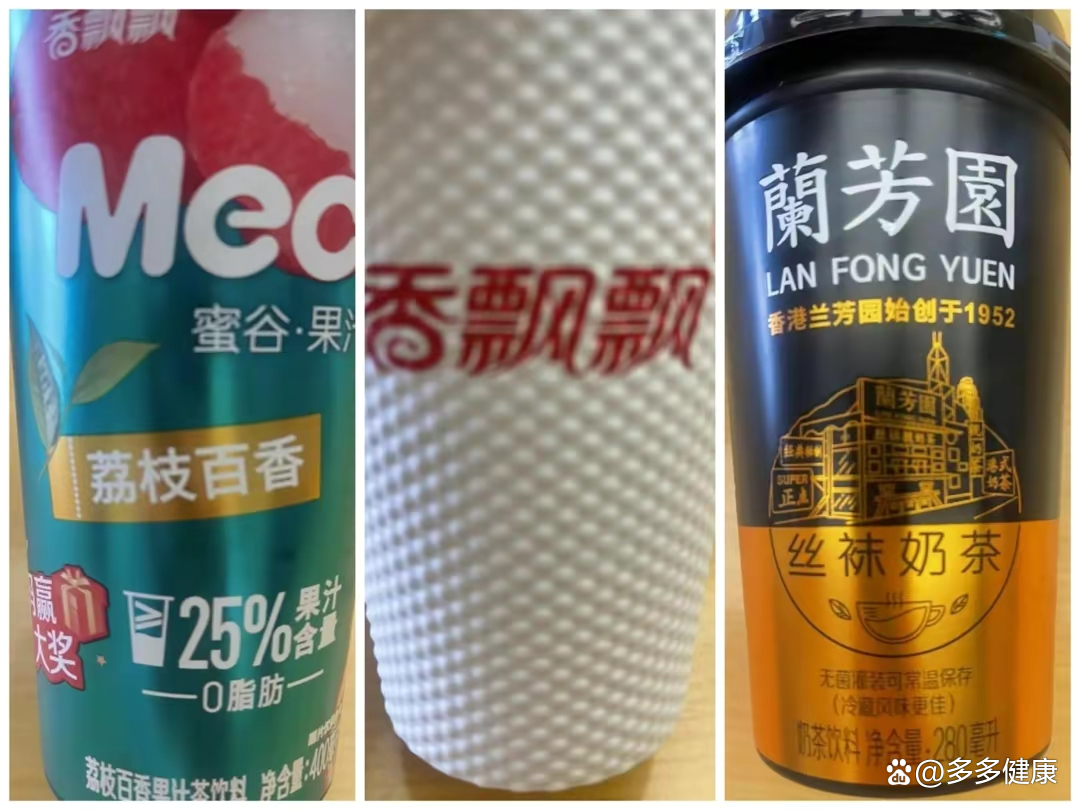 香飘飘
Mec
蜜谷·果汁
荔枝百香
赢
大奖
25%果汁
含量
0脂肪
荔枝百香果汁茶饮料 净含量:400
香飘飘
蘭芳園
LAN FONG YUEN
香港兰芳园始创于1952
蘭芳園
SUPER
正点
港式
奶茶
丝袜奶茶
无菌灌装可常温保存
(冷藏风味更佳)
奶茶饮料 净含量:280毫升
@多多健康